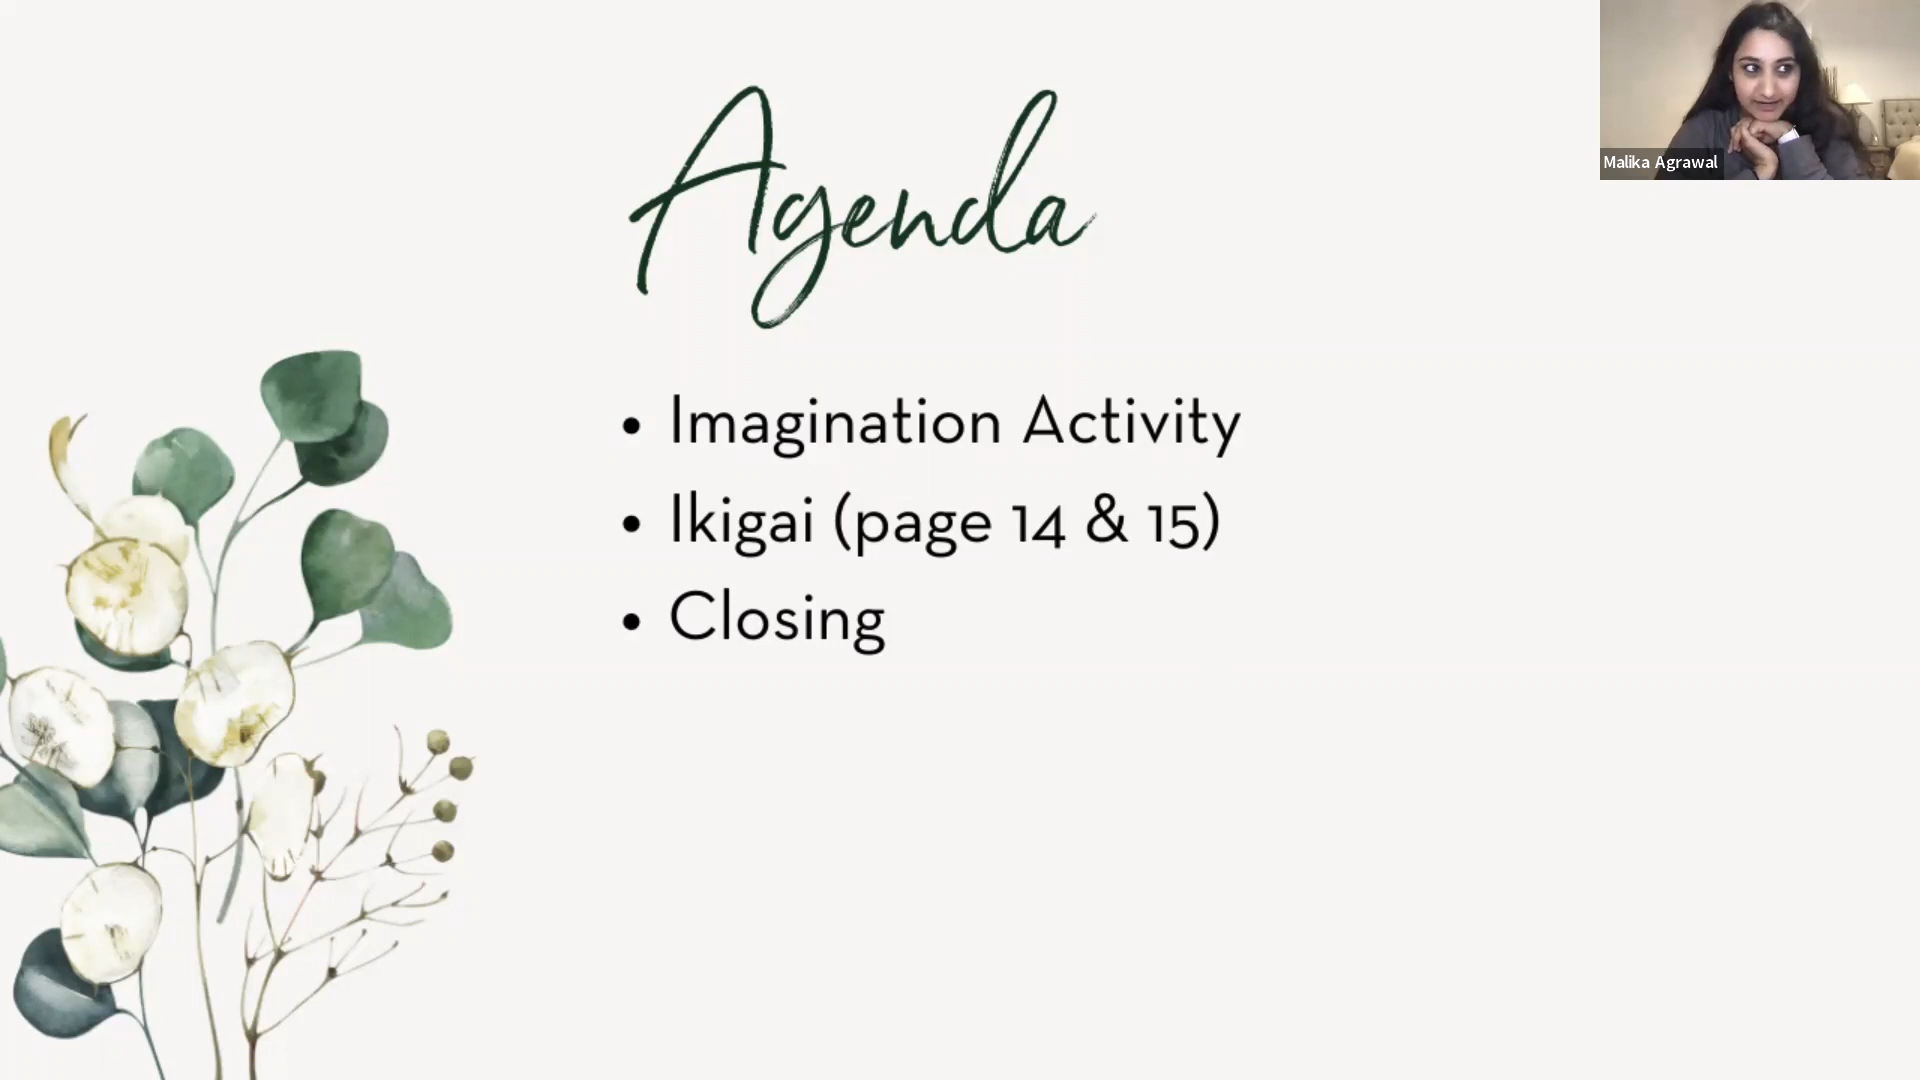 Agenda
Malika Agrawal
• Imagination Activity
• Ikigai (page 14 & 15)
• Closing